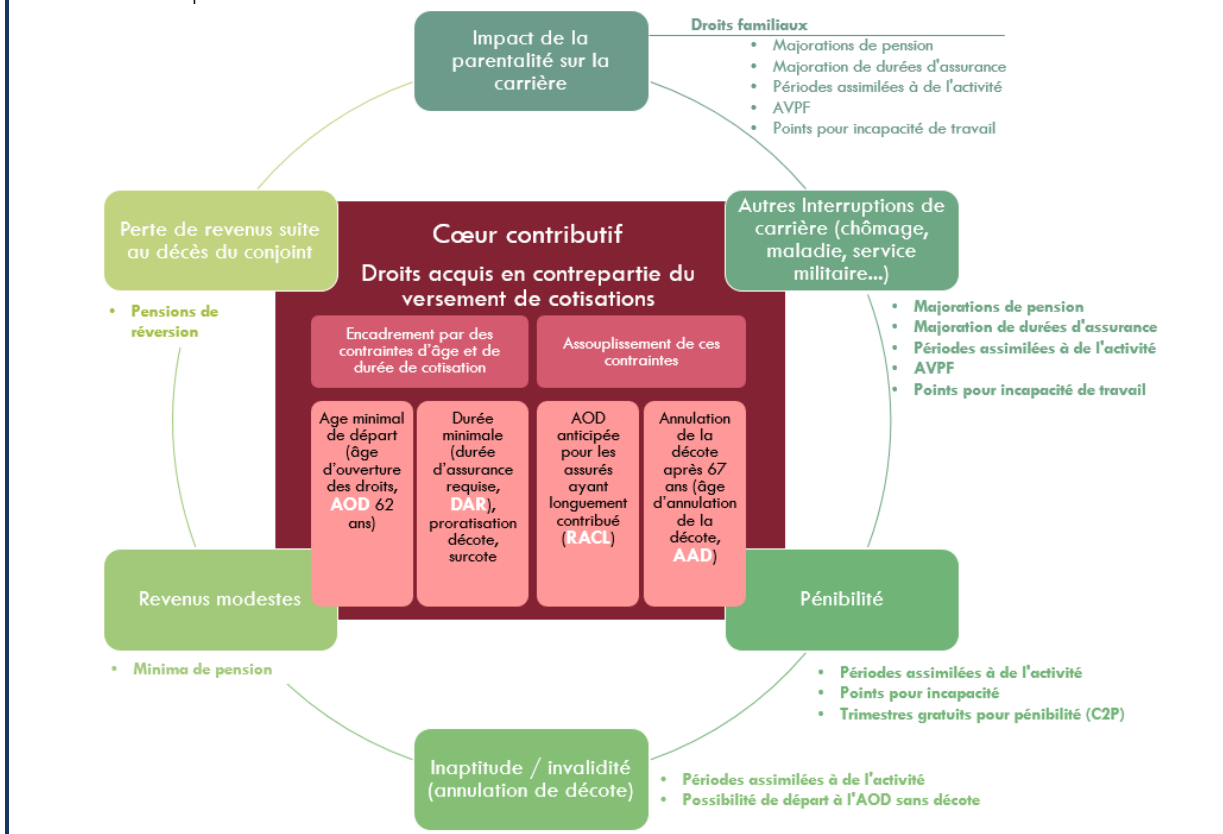 Impact de la
parentalité sur la
carrière
Droits familiaux
• Majorations de pension
• Majoration de durées d'assurance
• Périodes assimilées à de l'activité
• AVPF
• Points pour incapacité de travail
Perte de revenus suite
au décès du conjoint
• Pensions de
réversion
Autres Interruptions de
carrière (chômage,
maladie, service
militaire...)
• Majorations de pension
• Majoration de durées d'assurance
• Périodes assimilées à de l'activité
• AVPF
• Points pour incapacité de travail
Cœur contributif
Droits acquis en contrepartie du
versement de cotisations
Encadrement par des
contraintes d'âge et de
durée de cotisation
Assouplissement de ces
contraintes
Age minimal
de départ
(âge
d'ouverture
des droits,
AOD 62
ans)
Durée
minimale
(durée
d'assurance
requise,
DAR),
proratisation
décote,
surcote
AOD
anticipée
pour les
assurés
ayant
longuement
contribué
(RACL)
Annulation
de la
décote
après 67
ans (âge
d'annulation
de la
décote,
AAD)
Revenus modestes
• Minima de pension
Pénibilité
• Périodes assimilées à de l'activité
• Points pour incapacité
• Trimestres gratuits pour pénibilité (C2P)
Inaptitude / invalidité
(annulation de décote)
• Périodes assimilées à de l'activité
• Possibilité de départ à l'AOD sans décote